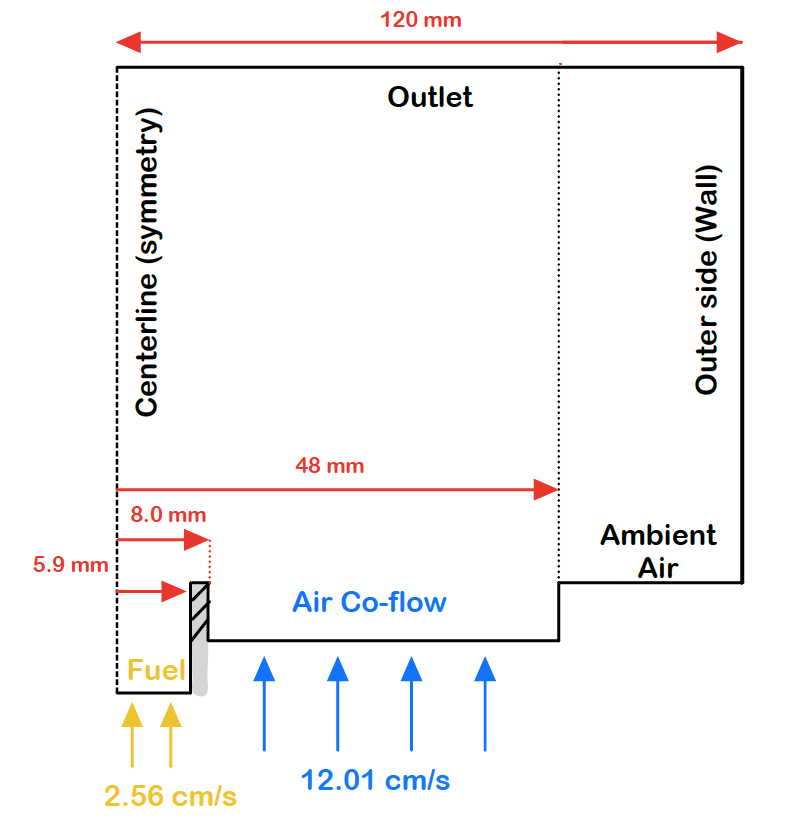 120 mm
Outlet
Centerline (symmetry)
Outer side (Wall)
48 mm
8.0 mm
5.9 mm
Ambient
Air
Air Co-flow
Fuel
12.01 cm/s
2.56 cm/s